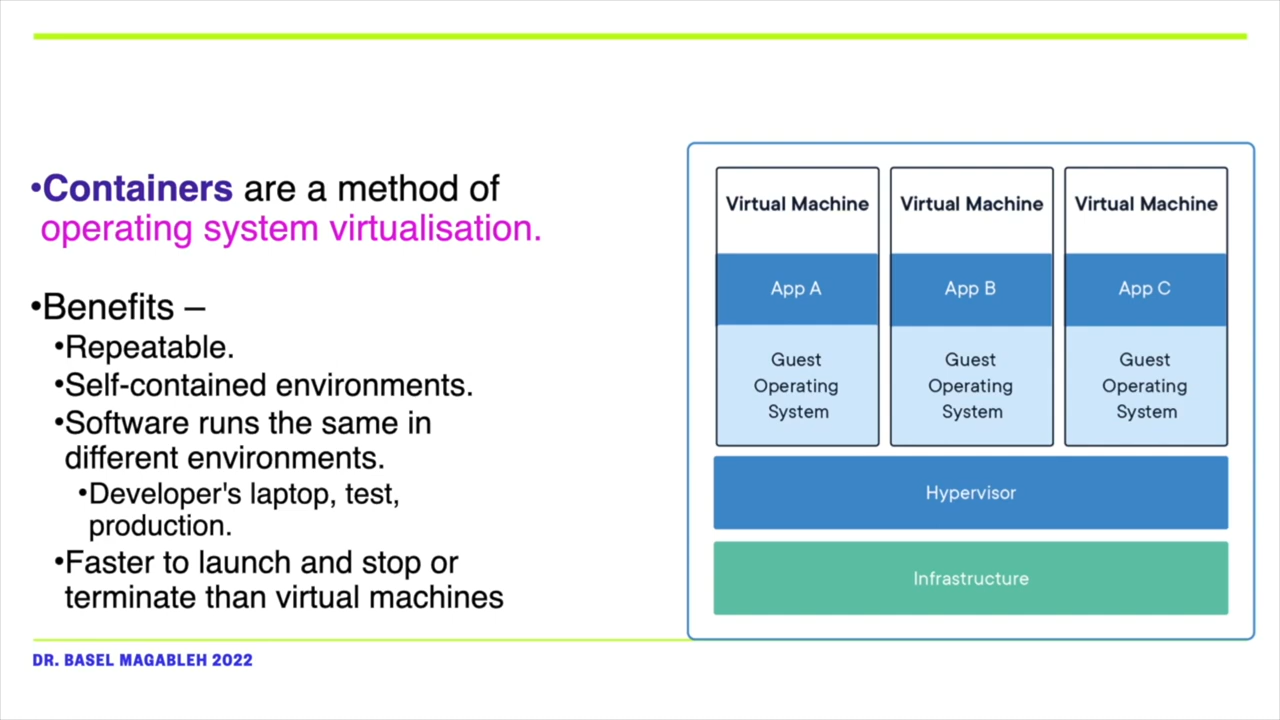 •Containers are a method of
operating system virtualisation.
•Benefits –
•Repeatable.
•Self-contained environments.
•Software runs the same in
different environments.
•Developer's laptop, test,
production.
•Faster to launch and stop or
terminate than virtual machines
Virtual Machine
App A
Guest
Operating
System
Virtual Machine
App B
Guest
Operating
System
Virtual Machine
App C
Guest
Operating
System
Hypervisor
Infrastructure
DR. BASEL MAGABLEH 2022